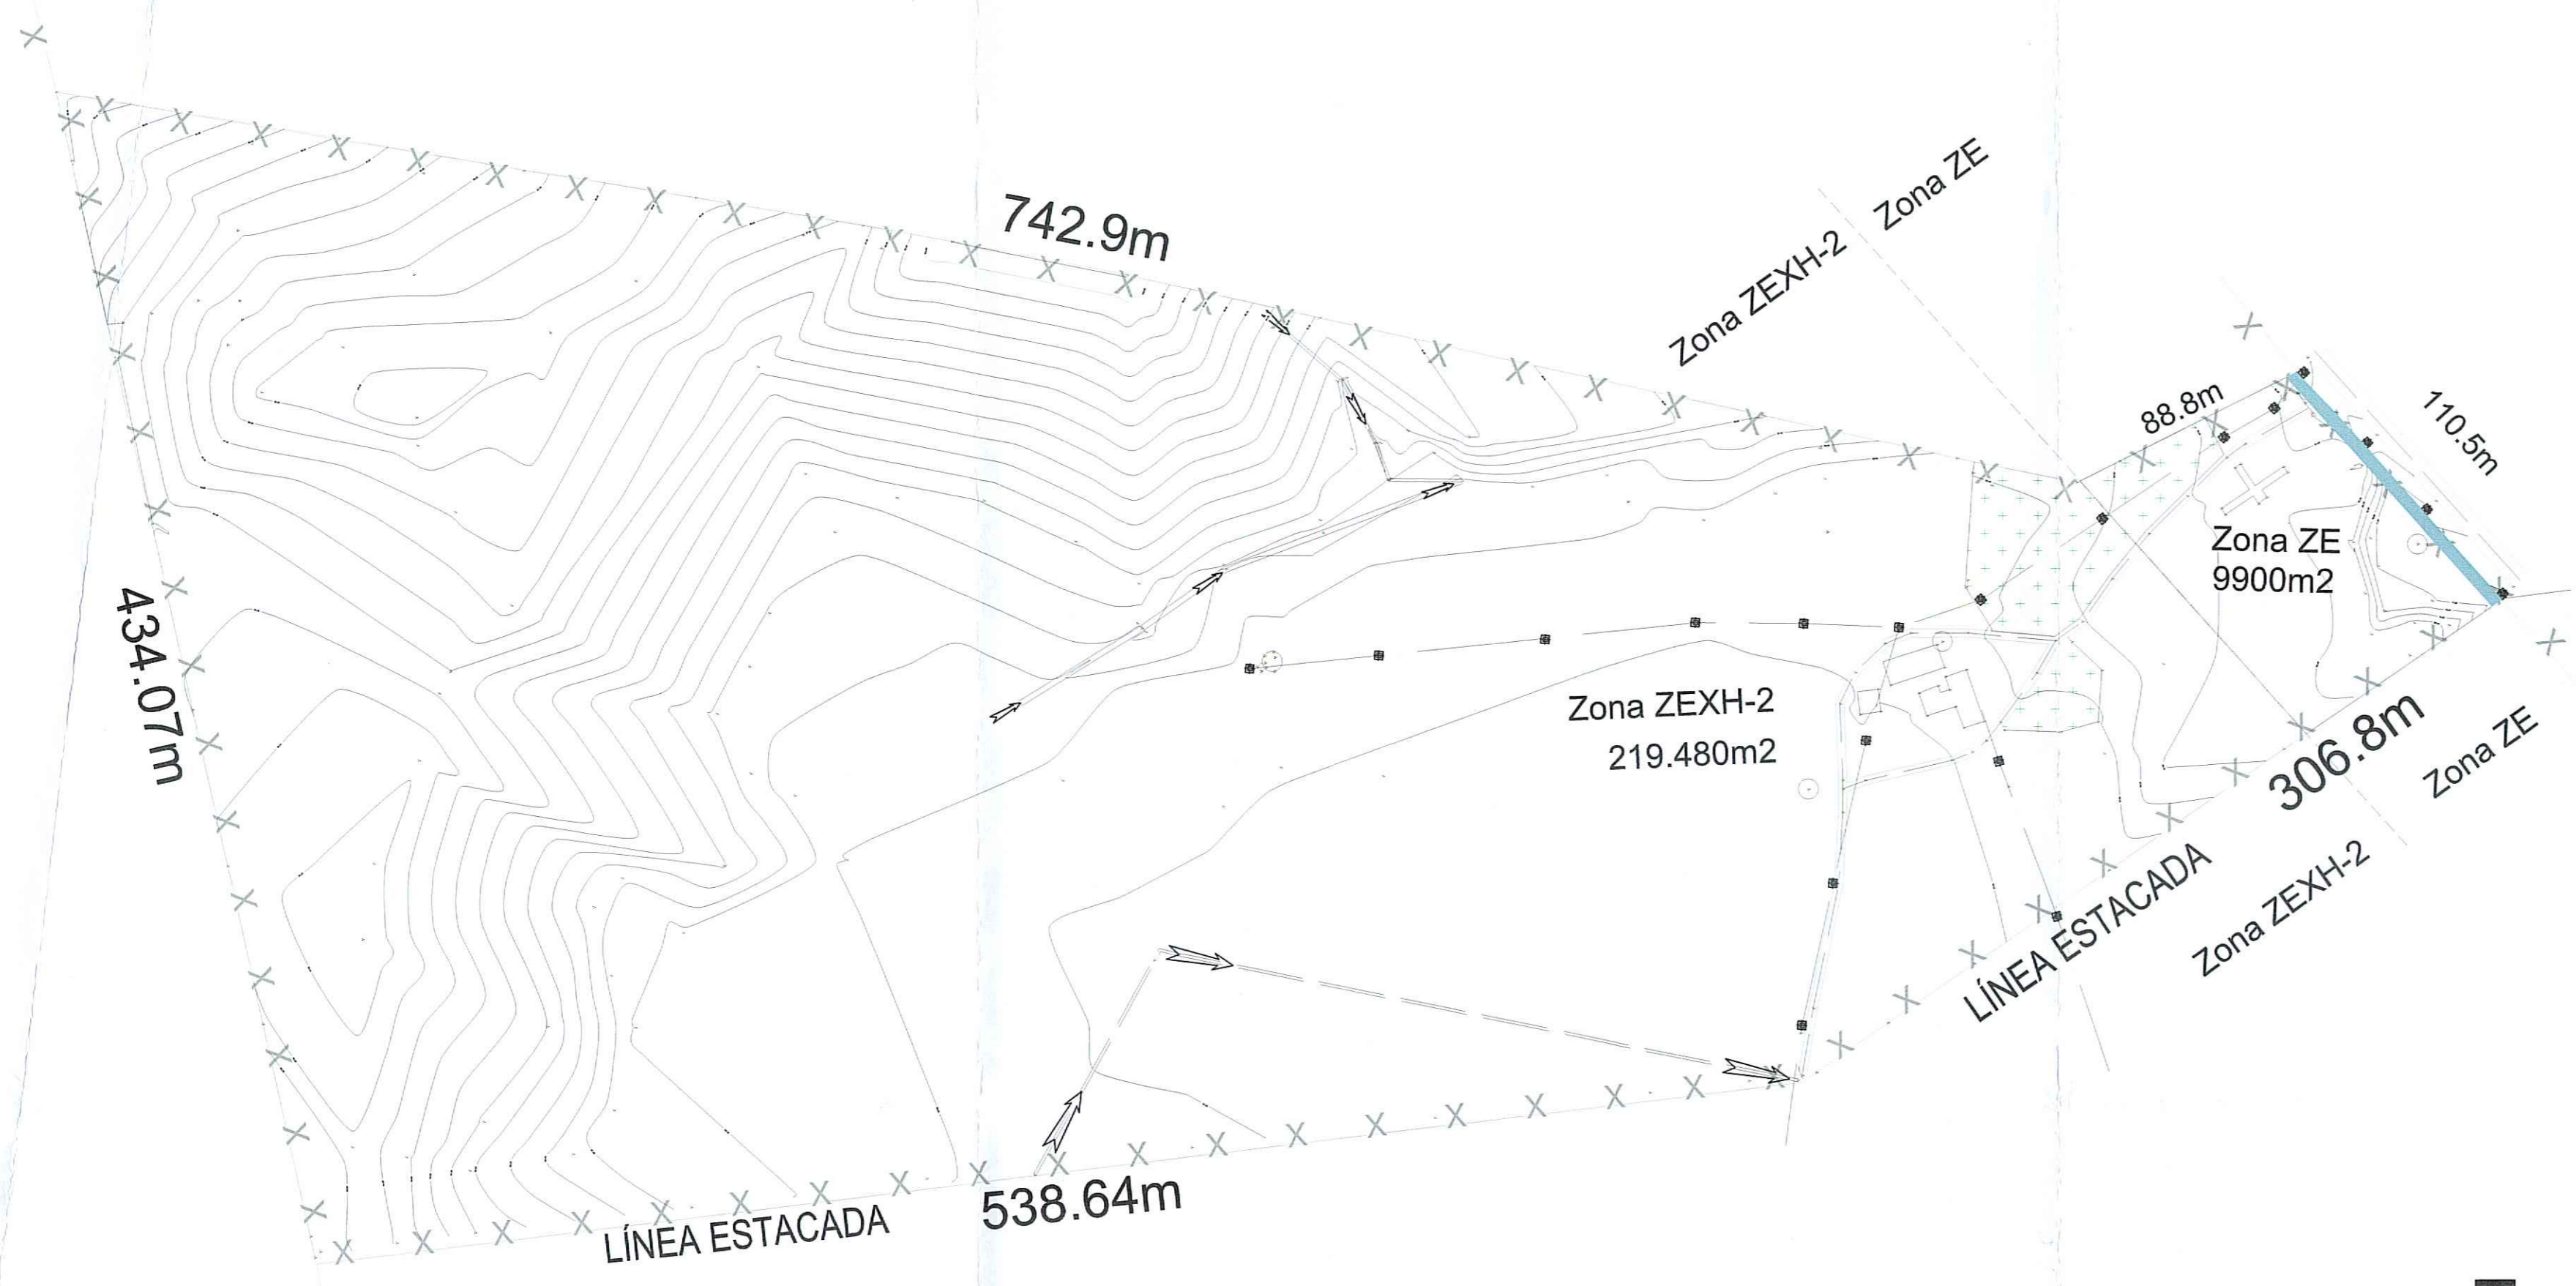 742.9m
Zona ZE
Zona ZEXH-2
88.8m
110.5m
Zona ZE
9900m2
434.07m
Zona ZEXH-2
219.480m2
306.8m
Zona ZE
LÍNEA ESTACADA
Zona ZEXH-2
538.64m
LÍNEA ESTACADA